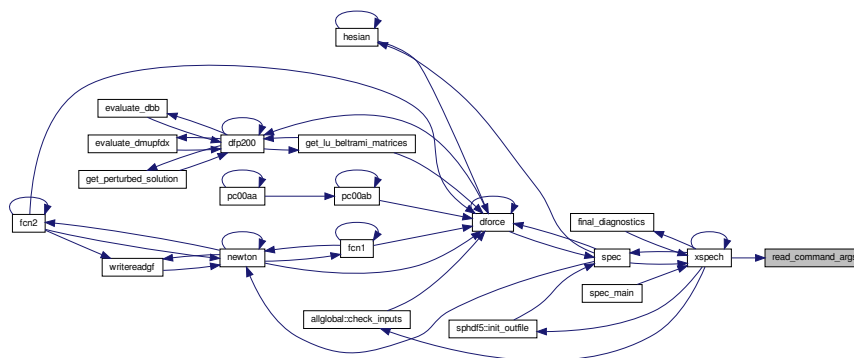 hesian
evaluate_dbb
evaluate_dmupfdx
dfp200
get_lu_beltrami_matrices
get_perturbed_solution
pc00aa
pc00ab
fcn2
dforce
final_diagnostics
newton
fcn1
spec
xspech
read_command_args
writereadgf
spec_main
allglobal::check_inputs
sphdf5::init_outfile